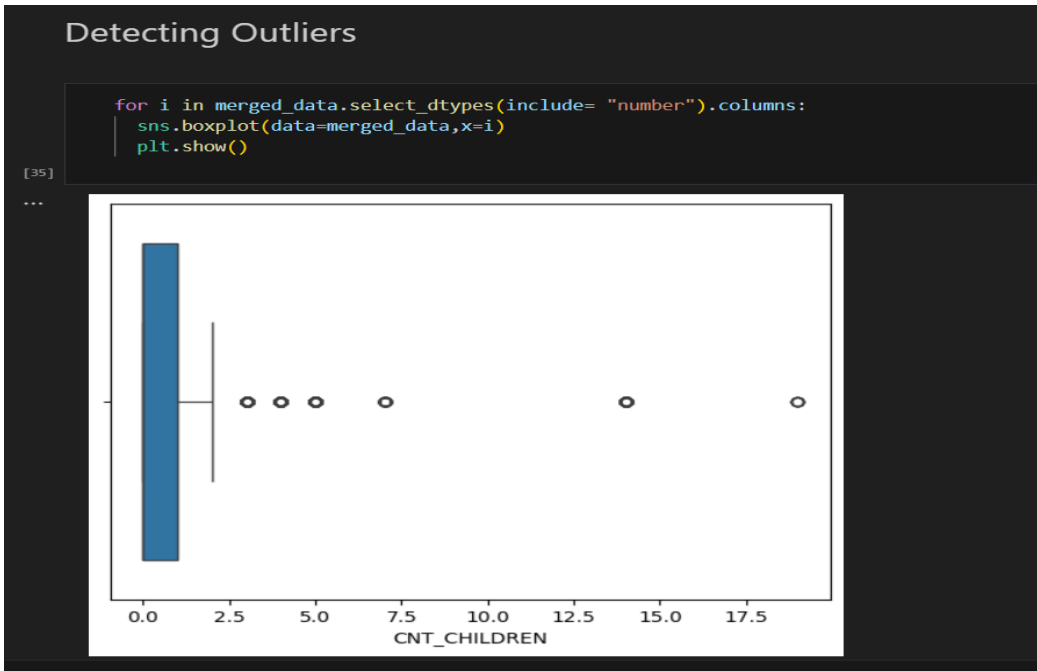 Detecting Outliers
for i in merged_data.select_dtypes(include= "number").columns:
sns.boxplot(data=merged_data,x=i)
plt.show()
[35]
...
0.0 2.5 5.0 7.5 10.0 12.5 15.0 17.5
CNT_CHILDREN